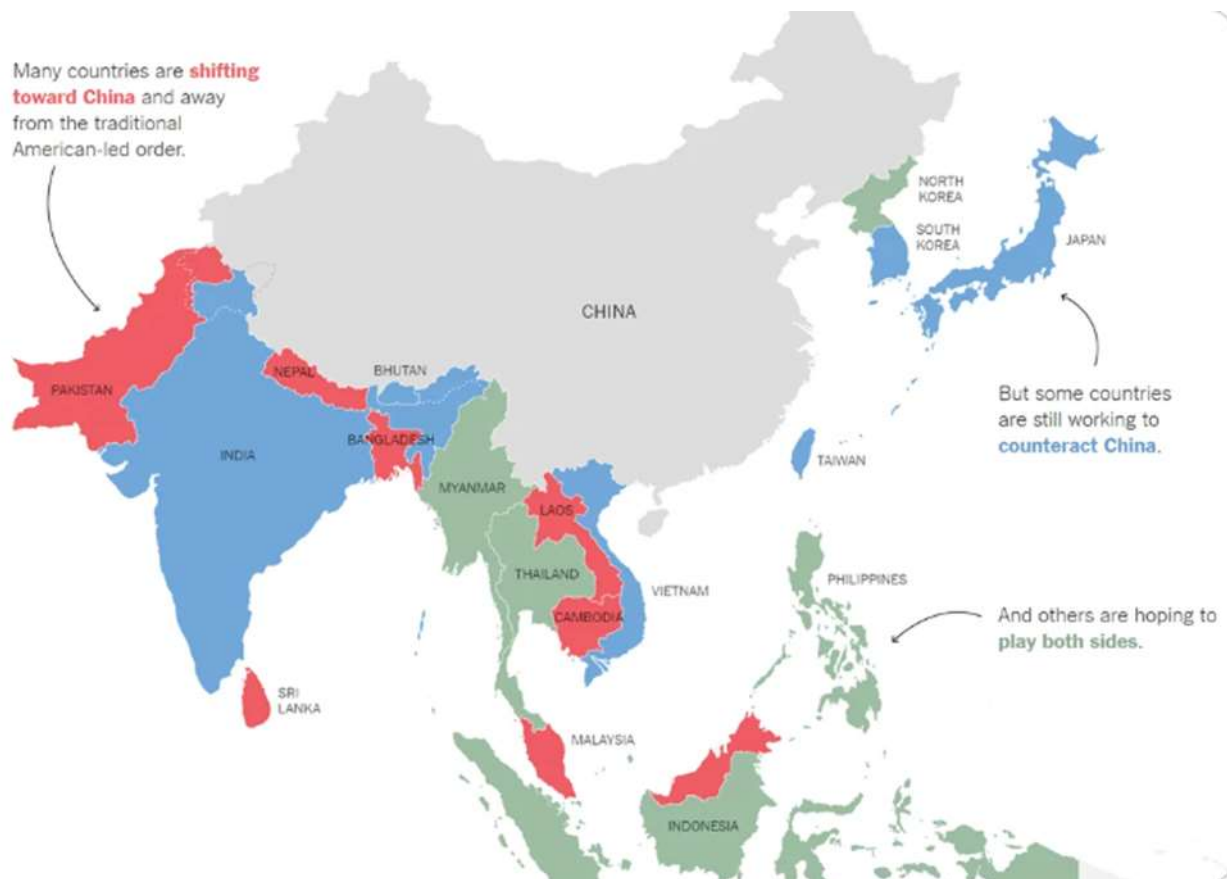 Many countries are shifting
toward China and away
from the traditional
American-led order.
NORTH
KOREA
SOUTH
KOREA
JAPAN
CHINA
PAKISTAN
NEPAL
BHUTAN
BANGLADESH
INDIA
MYANMAR
LAOS
THAILAND
CAMBODIA
VIETNAM
TAIWAN
But some countries
are still working to
counteract China.
PHILIPPINES
And others are hoping to
play both sides.
SRI
LANKA
MALAYSIA
INDONESIA